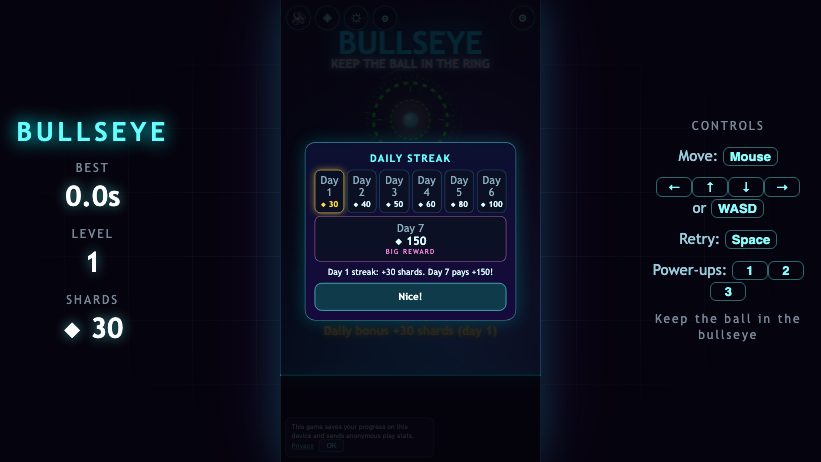 BULLSEYE
KEEP THE BALL IN THE RING
BULLSEYE
BEST
0.0s
LEVEL
1
SHARDS
◆ 30
DAILY STREAK
Day 1 ◆ 30
Day 2 ◆ 40
Day 3 ◆ 50
Day 4 ◆ 60
Day 5 ◆ 80
Day 6 ◆ 100
Day 7
◆ 150
BIG REWARD
Day 1 streak: +30 shards. Day 7 pays +150!
Nice!
Daily bonus +30 shards (day 1)
This game saves your progress on this
device and sends anonymous play stats.
Privacy OK
CONTROLS
Move: Mouse
← ↑ ↓ →
or WASD
Retry: Space
Power-ups: 1 2
3
Keep the ball in the
bullseye